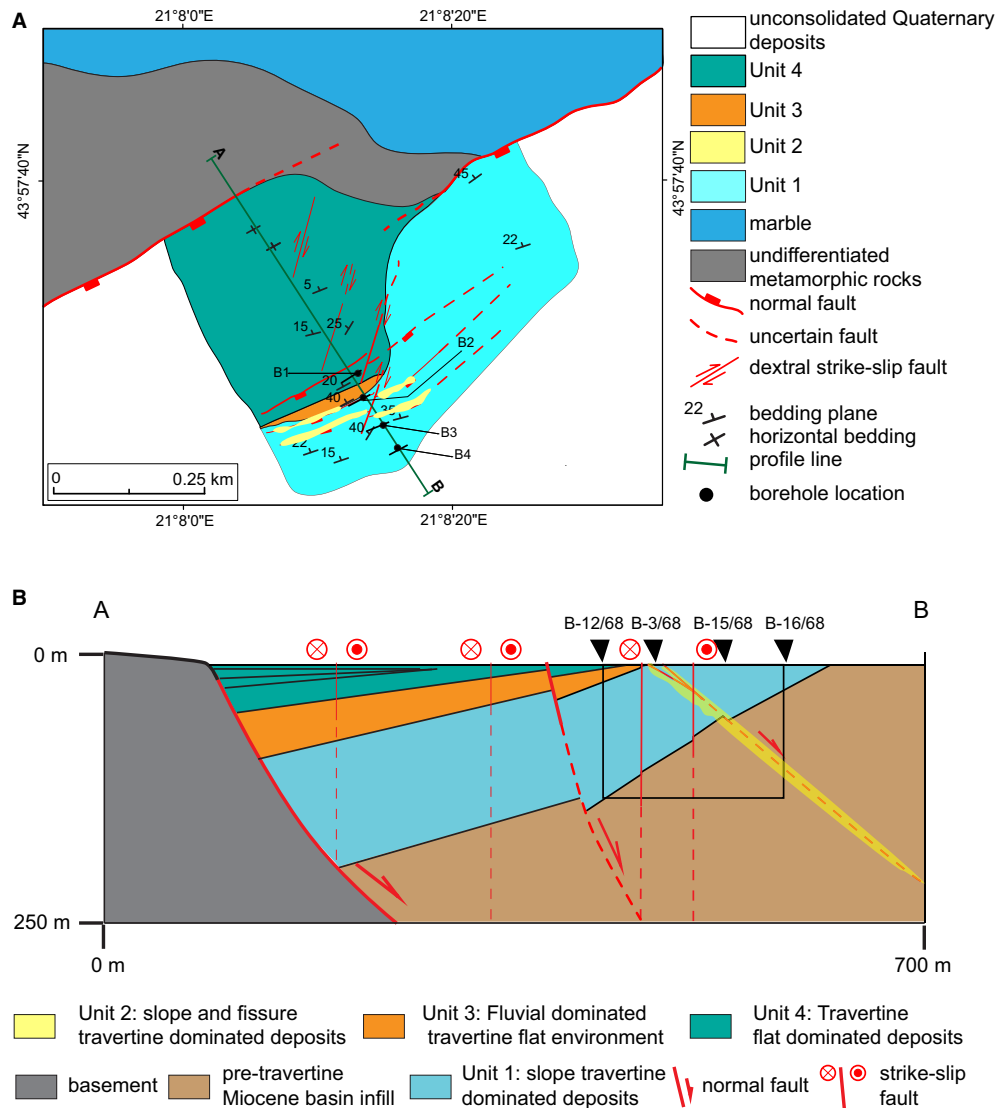 A
21°8'0"E
21°8'20"E
43°57'40"N
43°57'40"N
A
45
22
5
15
25
B1
20
B2
40
35
40
B3
22
15
B4
B
0
0.25 km
21°8'0"E
21°8'20"E
unconsolidated Quaternary
deposits
Unit 4
Unit 3
Unit 2
Unit 1
marble
undifferentiated
metamorphic rocks
normal fault
uncertain fault
dextral strike-slip fault
22
bedding plane
horizontal bedding
profile line
borehole location
B
A
B
B-12/68
B-3/68
B-15/68
B-16/68
0 m
250 m
0 m
700 m
Unit 2: slope and fissure
travertine dominated deposits
Unit 3: Fluvial dominated
travertine flat environment
Unit 4: Travertine
flat dominated deposits
basement
pre-travertine
Miocene basin infill
Unit 1: slope travertine
dominated deposits
normal fault
strike-slip
fault